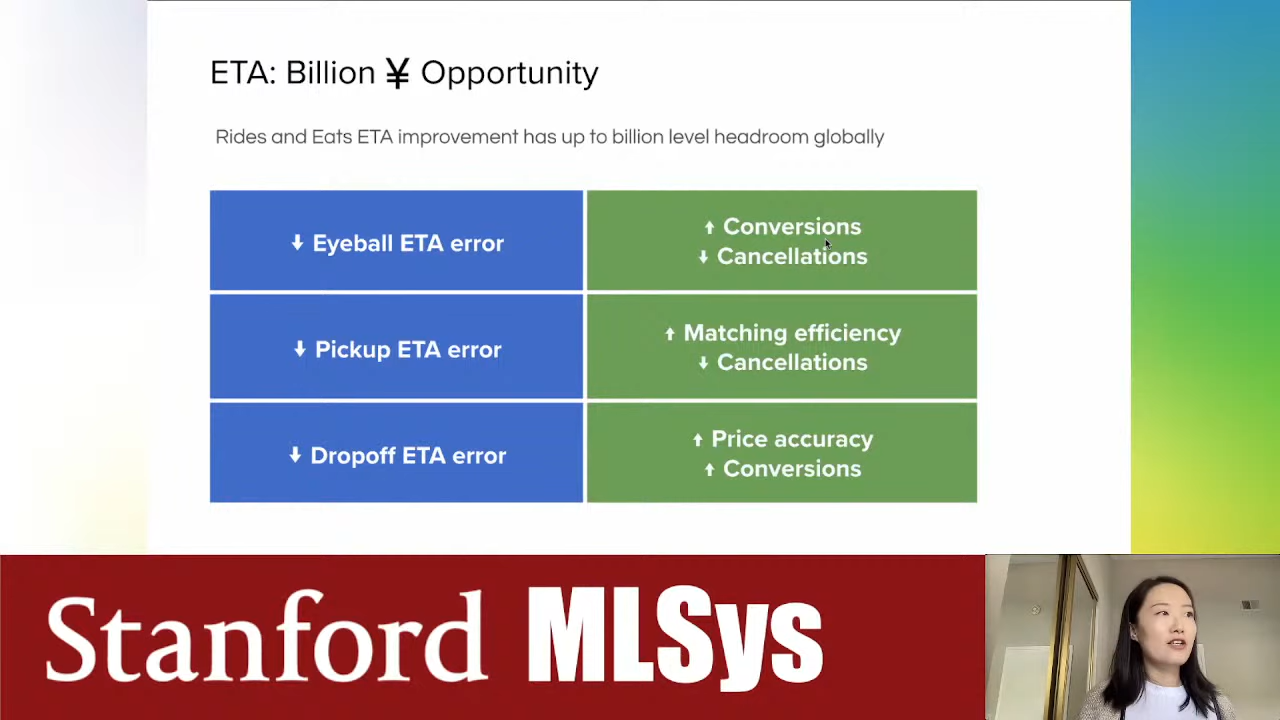 ETA: Billion ¥ Opportunity
Rides and Eats ETA improvement has up to billion level headroom globally
⬇ Eyeball ETA error
⬆ Conversions
⬇ Cancellations
⬇ Pickup ETA error
⬆ Matching efficiency
⬇ Cancellations
⬇ Dropoff ETA error
⬆ Price accuracy
⬆ Conversions
Stanford MLSys